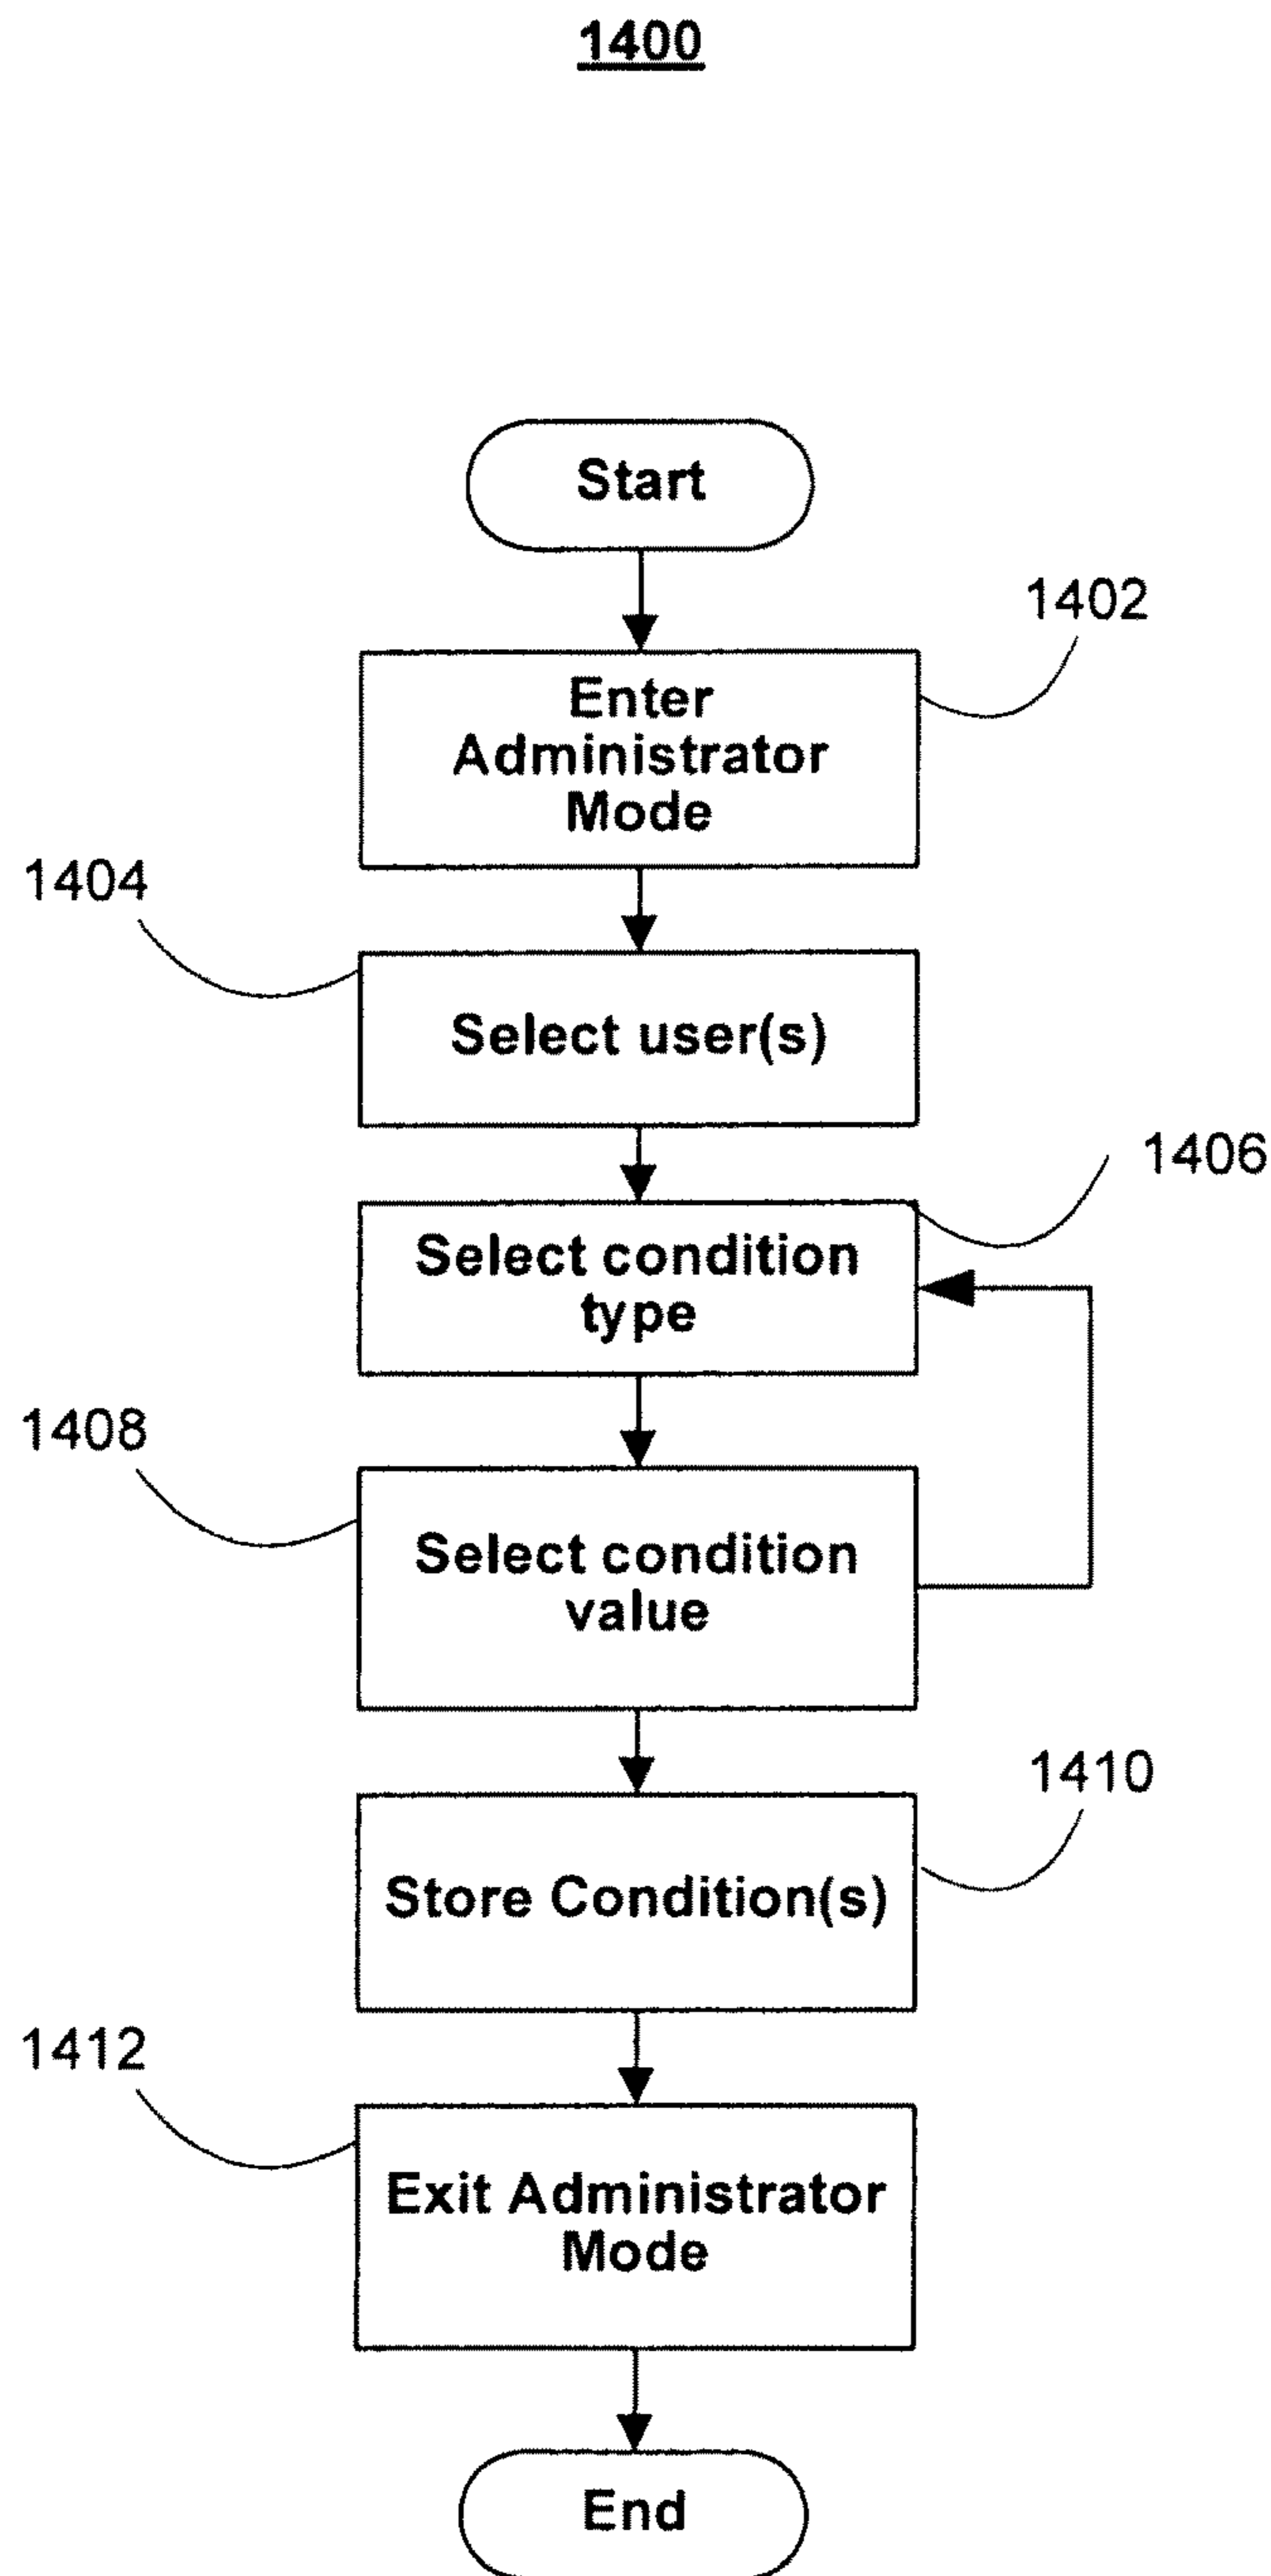 1400
Start
1402
Enter
Administrator
Mode
1404
Select user(s)
1406
Select condition
type
1408
Select condition
value
1410
Store Condition(s)
1412
Exit Administrator
Mode
End